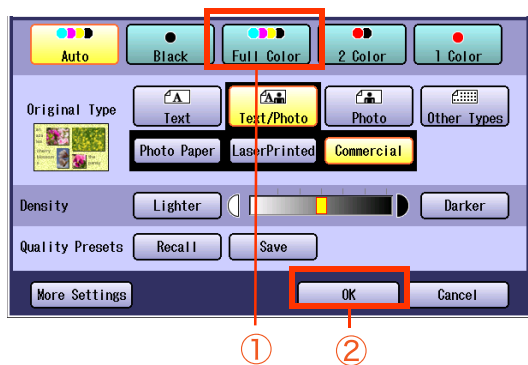 Auto Black Full Color 2 Color 1 Color
Original Type
A A
Text Text/Photo Photo Other Types
Photo Paper LaserPrinted Commercial
Density Lighter Darker
Quality Presets Recall Save
More Settings OK Cancel
① ②